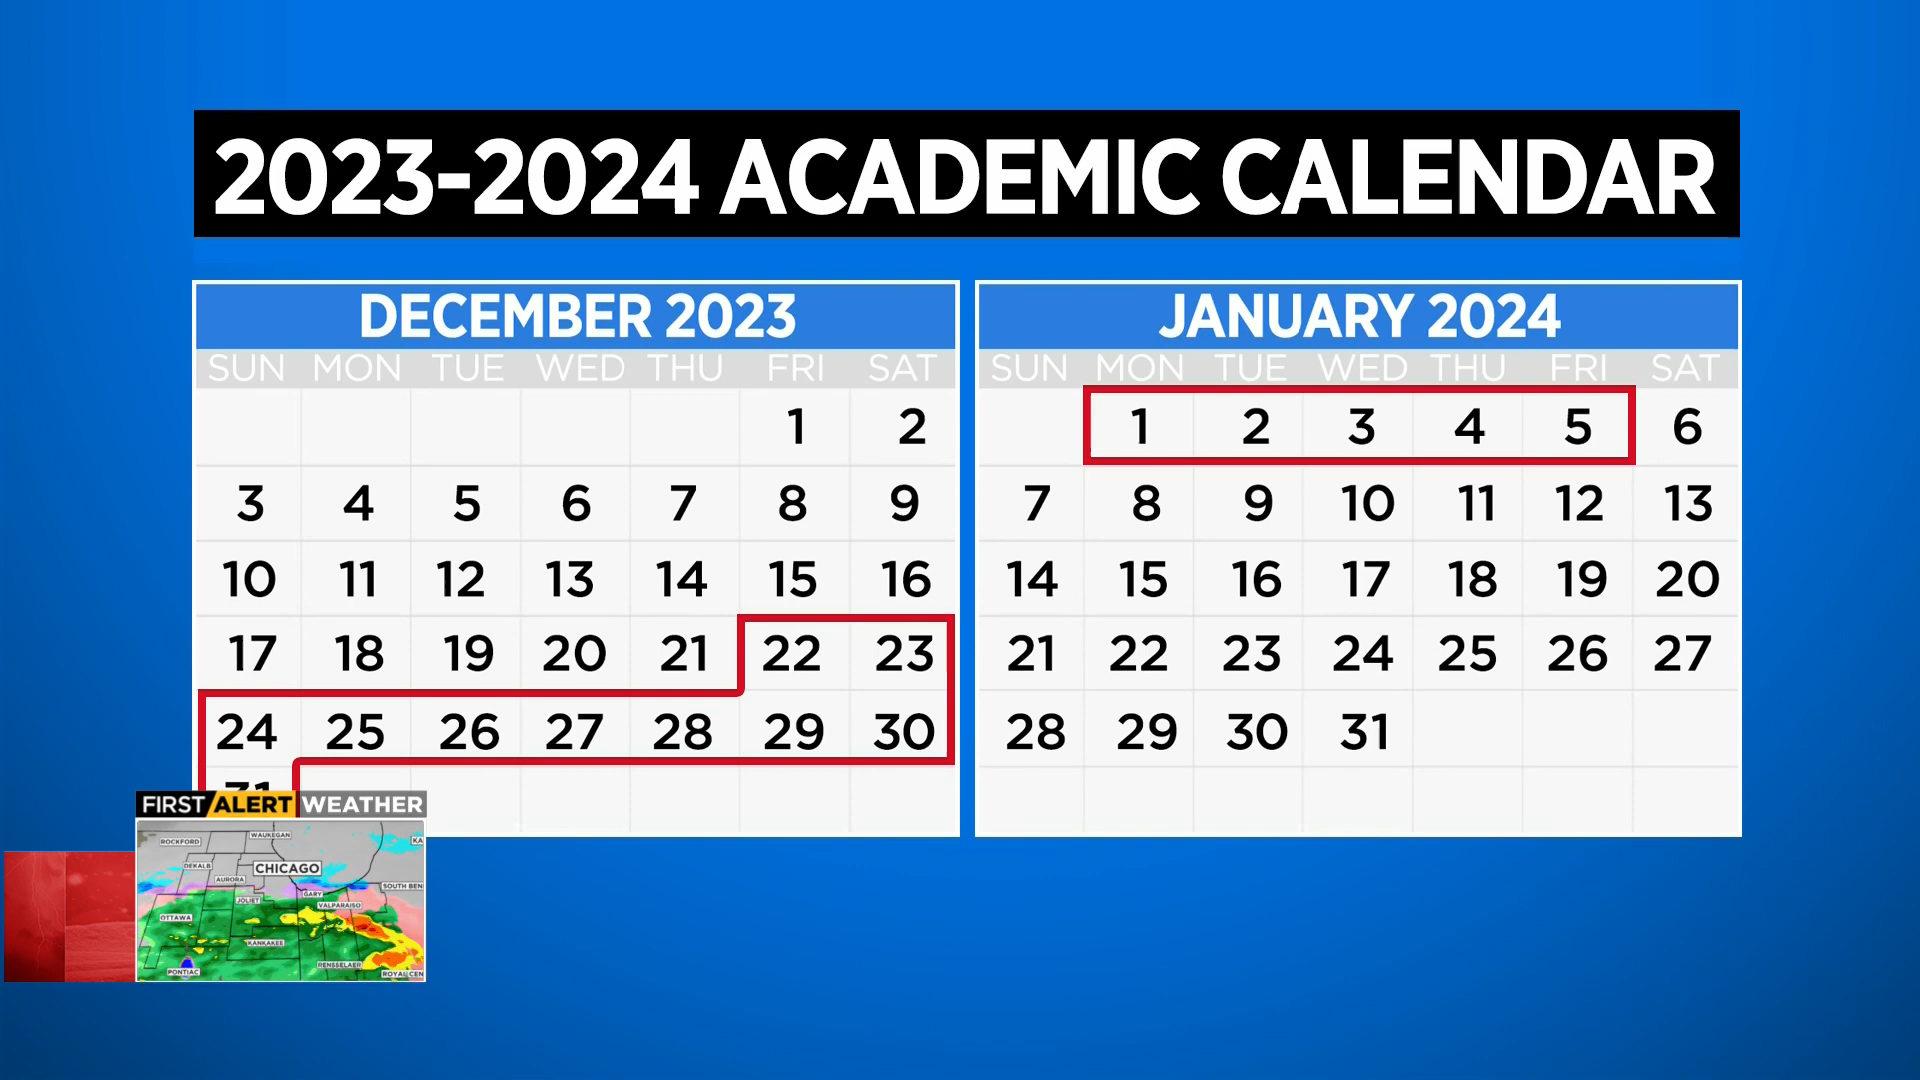 2023-2024 ACADEMIC CALENDAR
DECEMBER 2023
SUN MON TUE WED THU FRI SAT
1 2
3 4 5 6 7 8 9
10 11 12 13 14 15 16
17 18 19 20 21 22 23
24 25 26 27 28 29 30
31
JANUARY 2024
SUN MON TUE WED THU FRI SAT
1 2 3 4 5 6
7 8 9 10 11 12 13
14 15 16 17 18 19 20
21 22 23 24 25 26 27
28 29 30 31
FIRST ALERT WEATHER
WAUKEGAN
ROCKFORD
KA
DEKALB
CHICAGO
AURORA
SOUTH BEN
GARY
JOLIET
VALPARAISO
OTTAWA
KANKAKEE
RENSSELAER
PONTIAC
ROYAL CEN